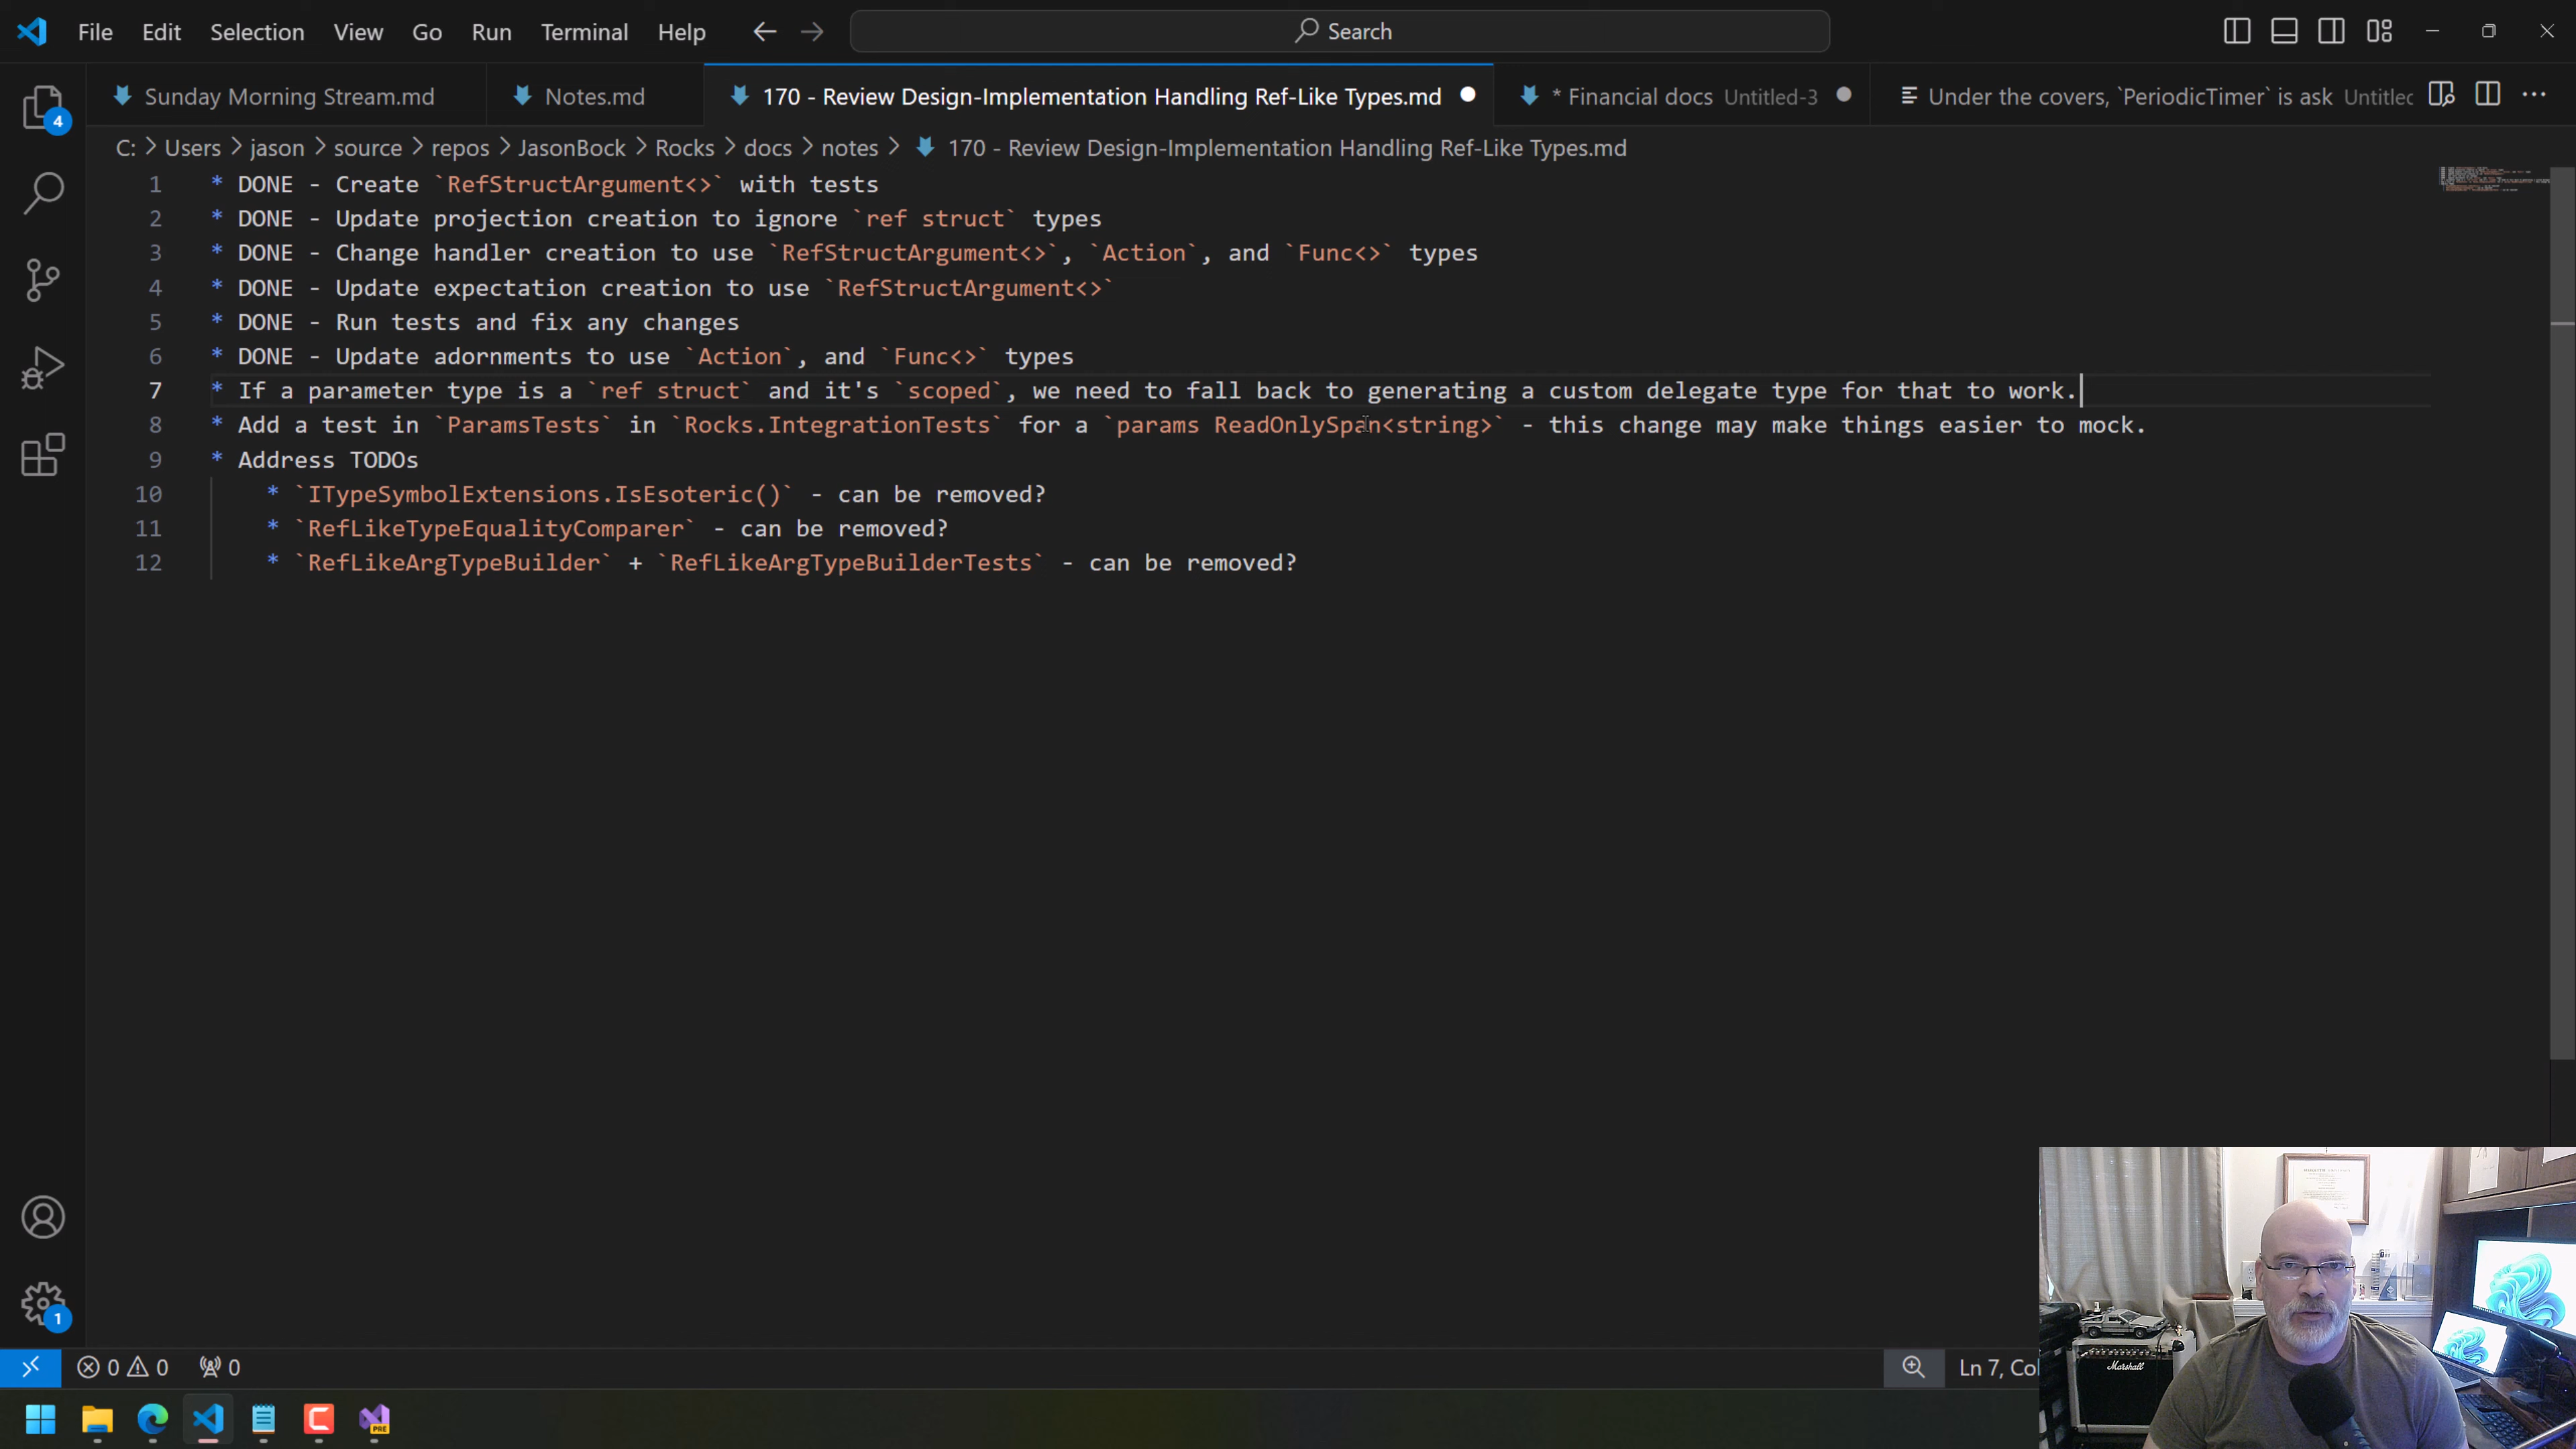 File Edit Selection View Go Run Terminal Help Search
Sunday Morning Stream.md Notes.md 170 - Review Design-Implementation Handling Ref-Like Types.md * Financial docs Untitled-3 Under the covers, `PeriodicTimer` is ask Untitlec
C: > Users > jason > source > repos > JasonBock > Rocks > docs > notes > 170 - Review Design-Implementation Handling Ref-Like Types.md
1 * DONE - Create `RefStructArgument<>` with tests
2 * DONE - Update projection creation to ignore `ref struct` types
3 * DONE - Change handler creation to use `RefStructArgument<>`, `Action`, and `Func<>` types
4 * DONE - Update expectation creation to use `RefStructArgument<>`
5 * DONE - Run tests and fix any changes
6 * DONE - Update adornments to use `Action`, and `Func<>` types
7 * If a parameter type is a `ref struct` and it's `scoped`, we need to fall back to generating a custom delegate type for that to work.
8 * Add a test in `ParamsTests` in `Rocks.IntegrationTests` for a `params ReadOnlySpan<string>` - this change may make things easier to mock.
9 * Address TODOs
10 * `ITypeSymbolExtensions.IsEsoteric()` - can be removed?
11 * `RefLikeTypeEqualityComparer` - can be removed?
12 * `RefLikeArgTypeBuilder` + `RefLikeArgTypeBuilderTests` - can be removed?
4
1
0 0 0 Ln 7, Co
Marshall
PRE